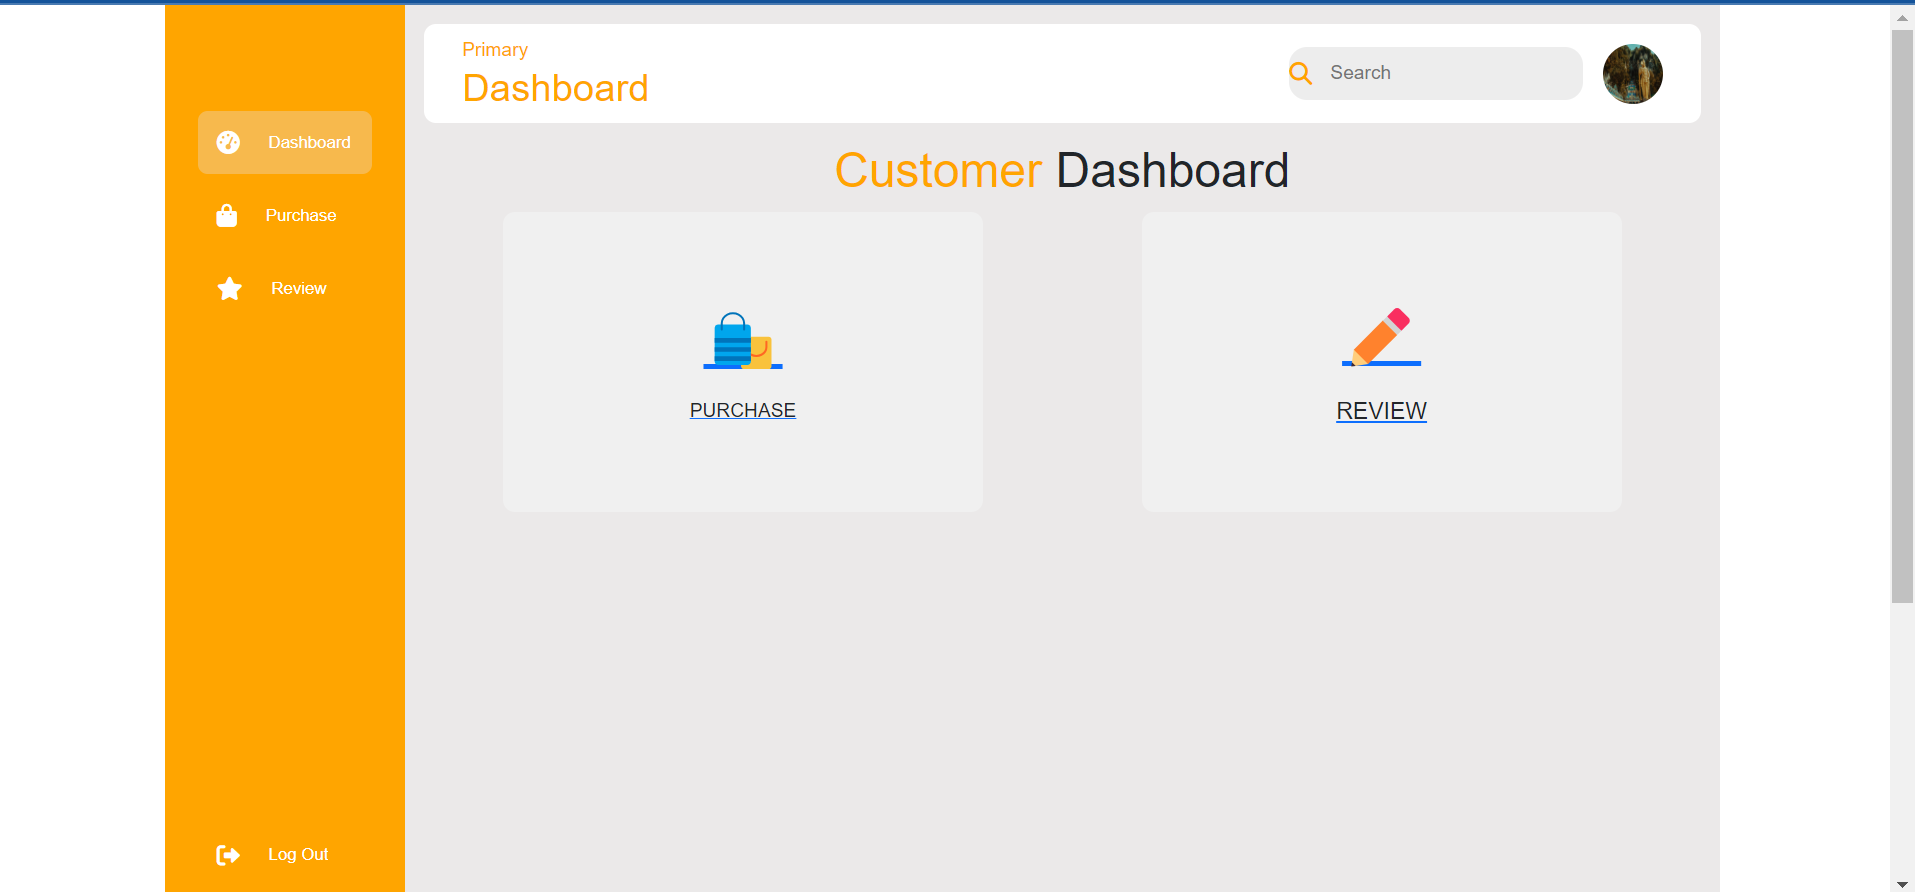 Primary
Dashboard
Search
Dashboard
Purchase
Review
Log Out
Customer Dashboard
PURCHASE
REVIEW